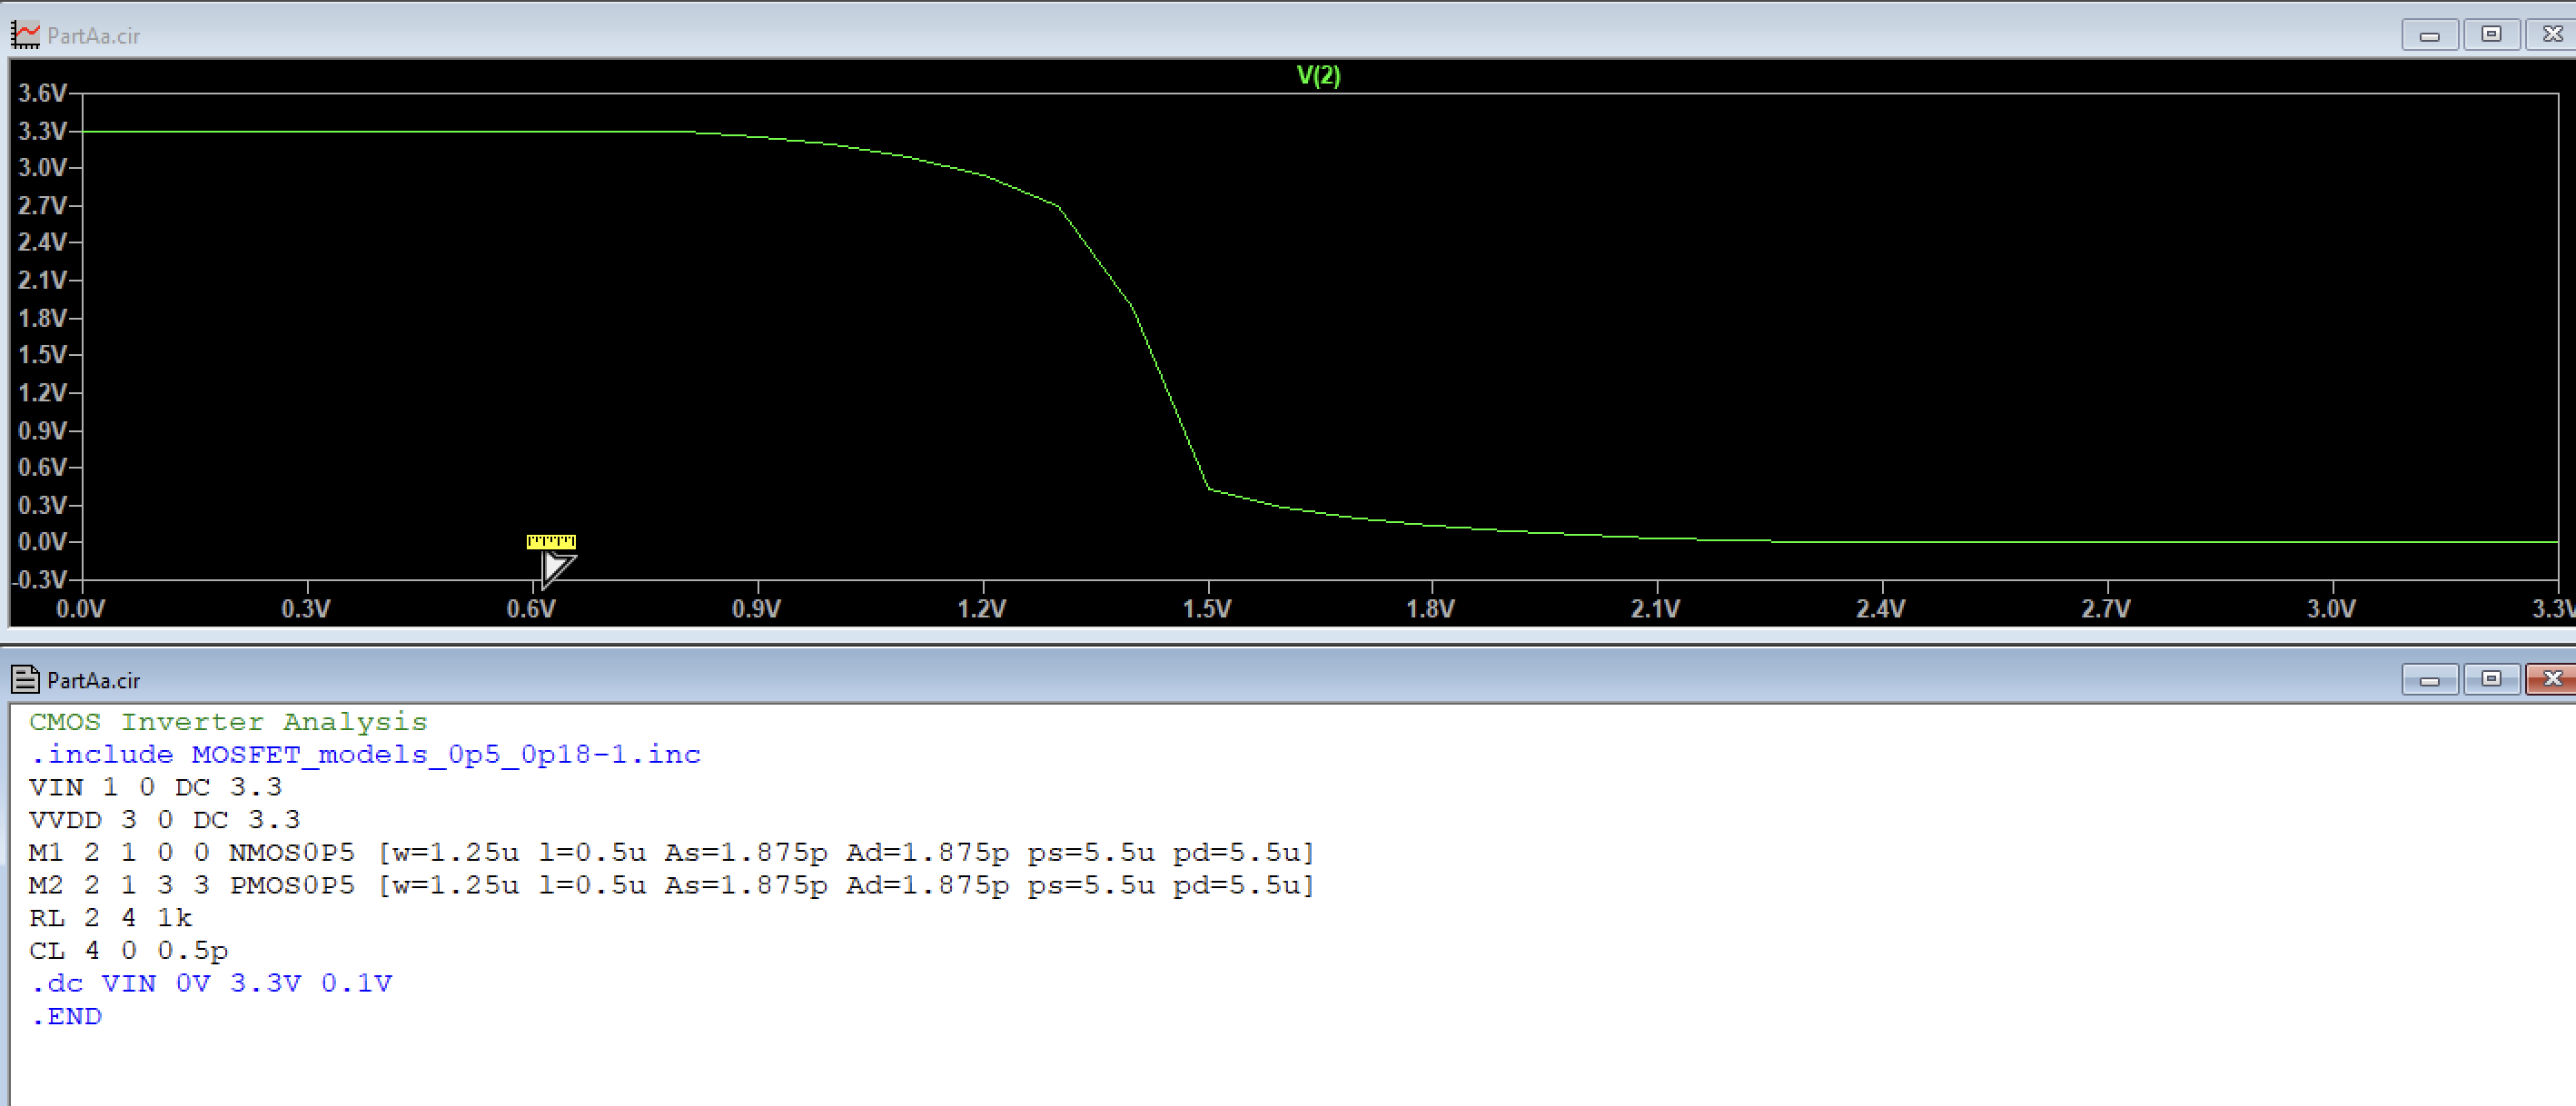 PartAa.cir
V(2)
3.6V
3.3V
3.0V
2.7V
2.4V
2.1V
1.8V
1.5V
1.2V
0.9V
0.6V
0.3V
0.0V
-0.3V
0.0V 0.3V 0.6V 0.9V 1.2V 1.5V 1.8V 2.1V 2.4V 2.7V 3.0V 3.3V
PartAa.cir
CMOS Inverter Analysis
.include MOSFET_models_0p5_0p18-1.inc
VIN 1 0 DC 3.3
VVDD 3 0 DC 3.3
M1 2 1 0 0 NMOS0P5 [w=1.25u l=0.5u As=1.875p Ad=1.875p ps=5.5u pd=5.5u]
M2 2 1 3 3 PMOS0P5 [w=1.25u l=0.5u As=1.875p Ad=1.875p ps=5.5u pd=5.5u]
RL 2 4 1k
CL 4 0 0.5p
.dc VIN 0V 3.3V 0.1V
.END